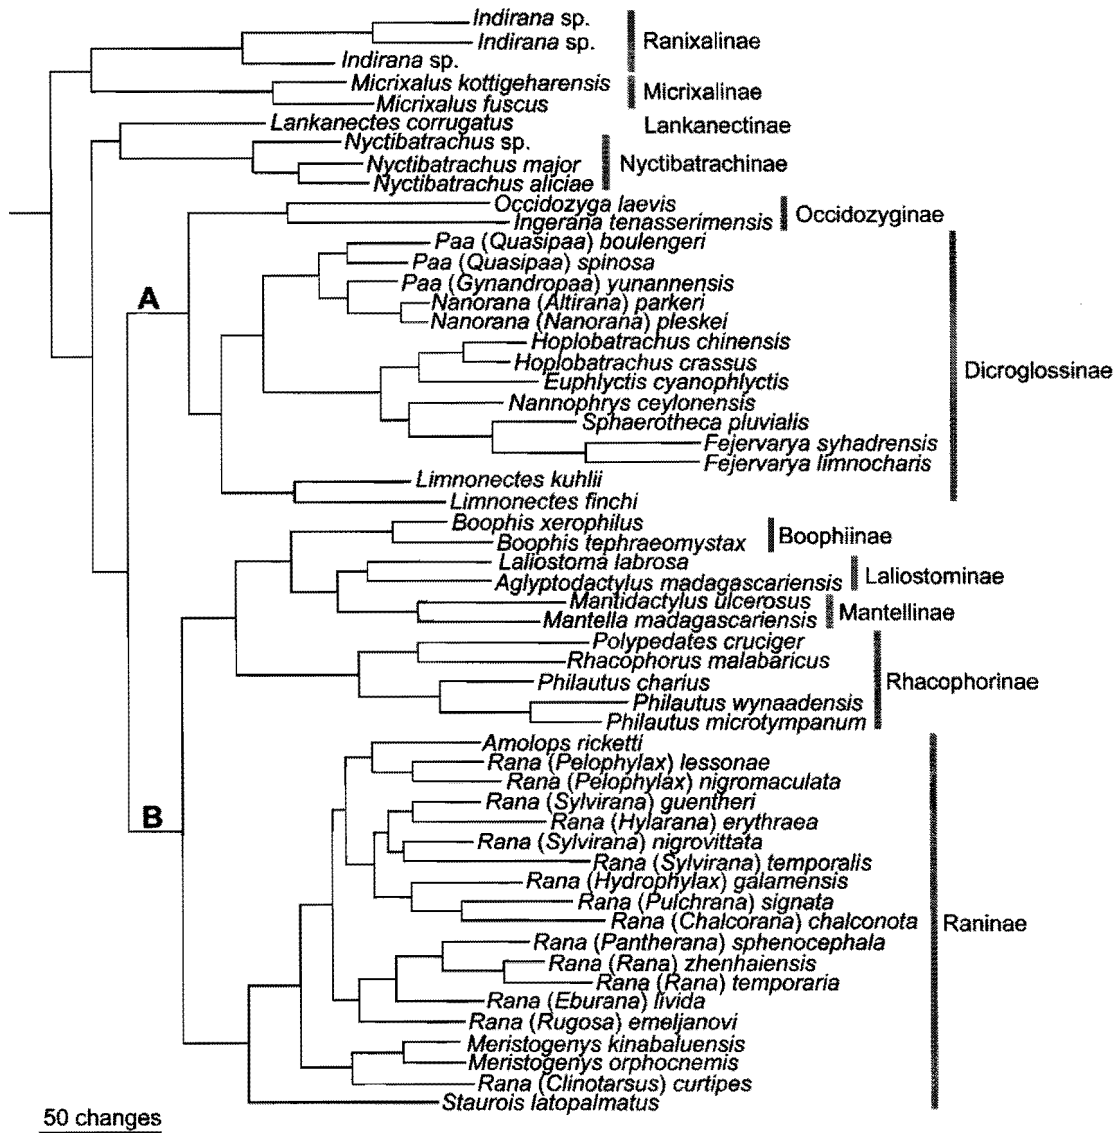 Indirana sp.
Indirana sp.
Ranixalinae
Indirana sp.
Micrixalus kottigeharensis
Micrixalinae
Micrixalus fuscus
Lankanectes corrugatus
Lankanectinae
Nyctibatrachus sp.
Nyctibatrachus major
Nyctibatrachinae
Nyctibatrachus aliciae
Occidozyga laevis
Occidozyginae
Ingerana tenasserimensis
Paa (Quasipaa) boulengeri
Paa (Quasipaa) spinosa
Paa (Gynandropaa) yunannensis
A
Nanorana (Altirana) parkeri
Nanorana (Nanorana) pleskei
Hoplobatrachus chinensis
Hoplobatrachus crassus
Dicroglossinae
Euphlyctis cyanophlyctis
Nannophrys ceylonensis
Sphaerotheca pluvialis
Fejervarya syhadrensis
Fejervarya limnocharis
Limnonectes kuhlii
Limnonectes finchi
Boophis xerophilus
Boophiinae
Boophis tephraeomystax
Laliostoma labrosa
Laliostominae
Aglyptodactylus madagascariensis
Mantidactylus ulcerosus
Mantellinae
Mantella madagascariensis
Polypedates cruciger
Rhacophorus malabaricus
Rhacophorinae
Philautus charius
Philautus wynaadensis
Philautus microtympanum
Amolops ricketti
Rana (Pelophylax) lessonae
Rana (Pelophylax) nigromaculata
Rana (Sylvirana) guentheri
B
Rana (Hylarana) erythraea
Rana (Sylvirana) nigrovittata
Rana (Sylvirana) temporalis
Rana (Hydrophylax) galamensis
Rana (Pulchrana) signata
Rana (Chalcorana) chalconota
Raninae
Rana (Pantherana) sphenocephala
Rana (Rana) zhenhaiensis
Rana (Rana) temporaria
Rana (Eburana) livida
Rana (Rugosa) emeljanovi
Meristogenys kinabaluensis
Meristogenys orphocnemis
Rana (Clinotarsus) curtipes
Staurois latopalmatus
50 changes